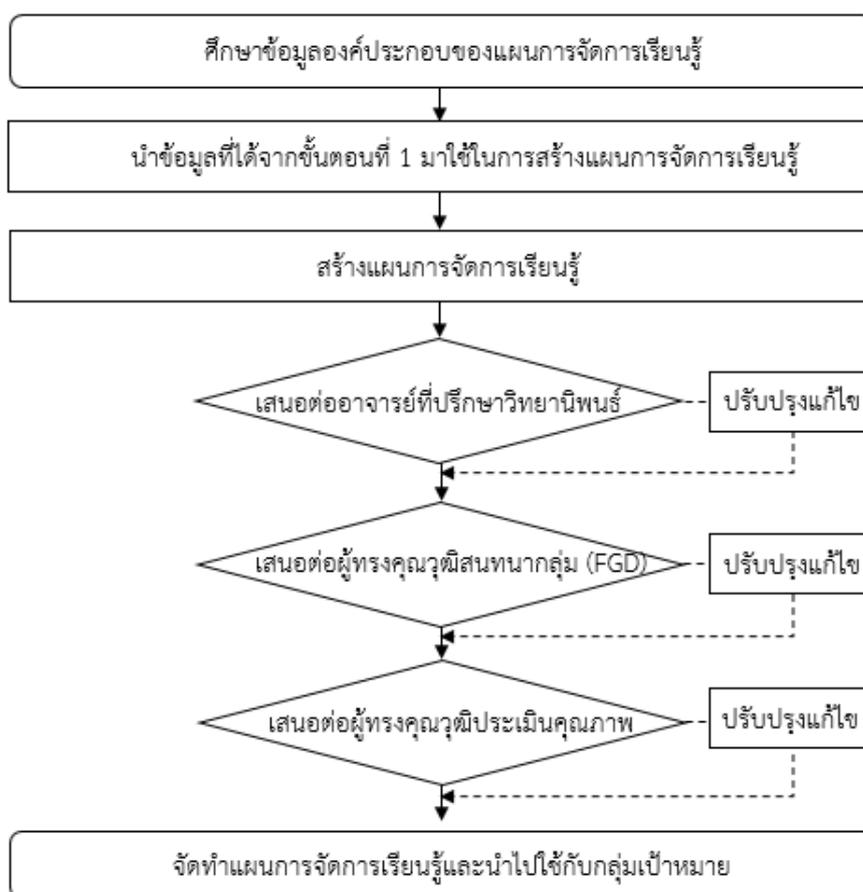 ศึกษาข้อมูลองค์ประกอบของแผนการจัดการเรียนรู้
นำข้อมูลที่ได้จากขั้นตอนที่ 1 มาใช้ในการสร้างแผนการจัดการเรียนรู้
สร้างแผนการจัดการเรียนรู้
เสนอต่ออาจารย์ที่ปรึกษาวิทยานิพนธ์
ปรับปรุงแก้ไข
เสนอต่อผู้ทรงคุณวุฒิสนทนากลุ่ม (FGD)
ปรับปรุงแก้ไข
เสนอต่อผู้ทรงคุณวุฒิประเมินคุณภาพ
ปรับปรุงแก้ไข
จัดทำแผนการจัดการเรียนรู้และนำไปใช้กับกลุ่มเป้าหมาย